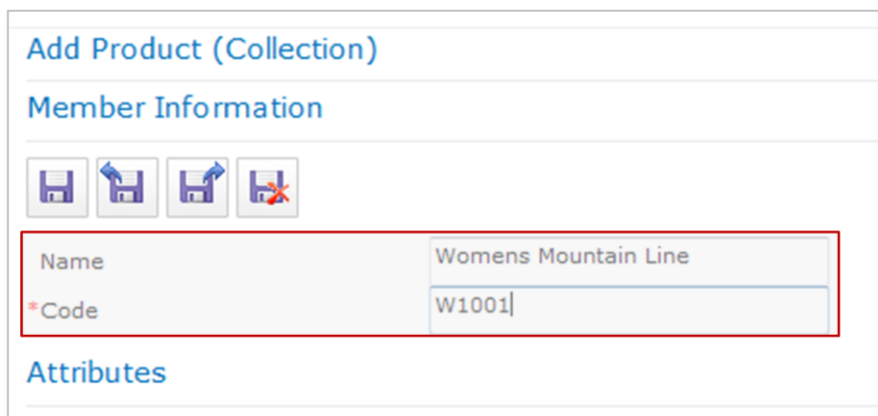 Add Product (Collection)
Member Information
Name Womens Mountain Line
*Code W1001
Attributes